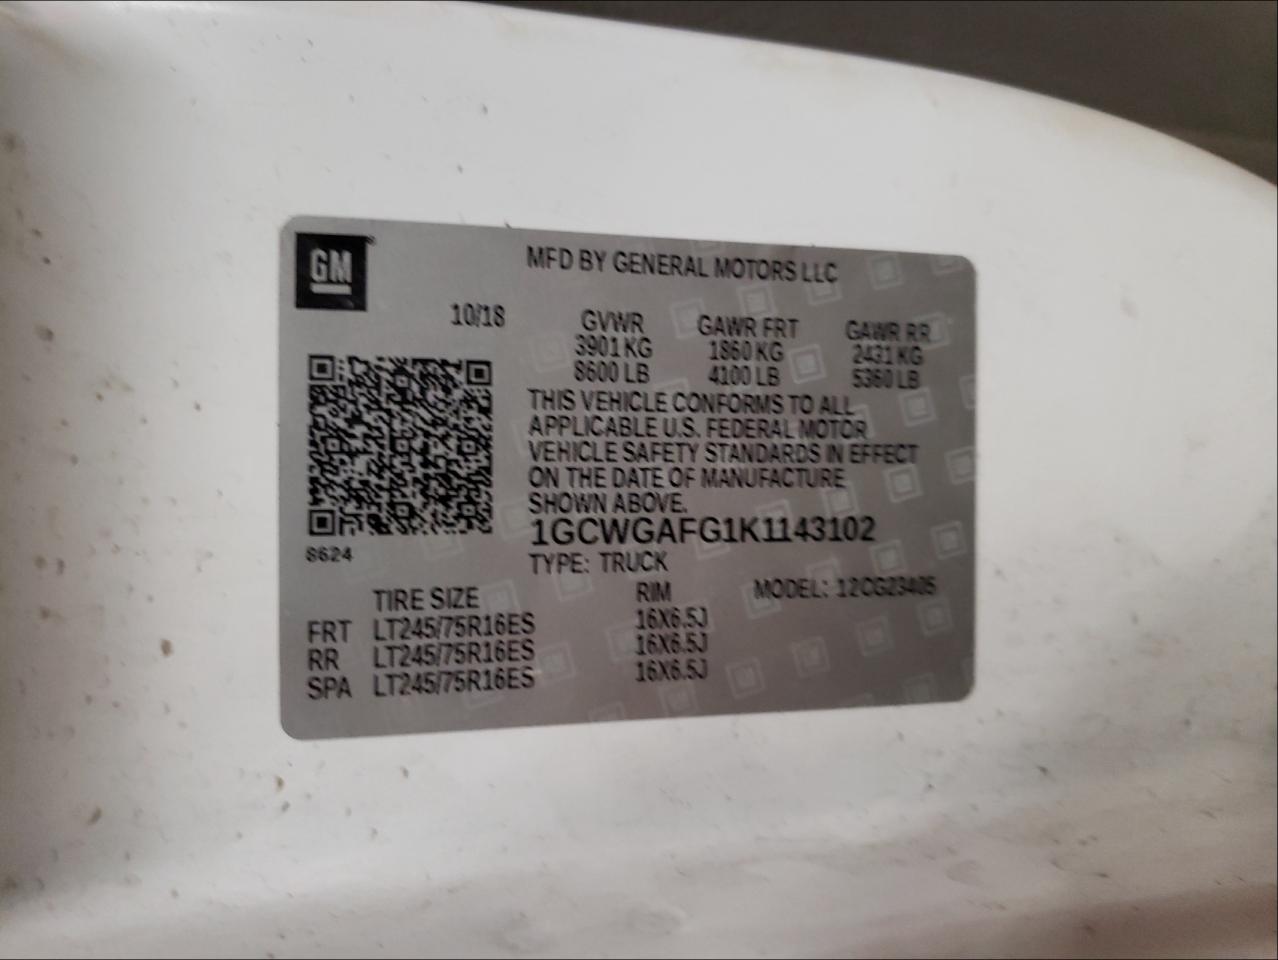 GM
MFD BY GENERAL MOTORS LLC
10/18
GVWR GAWR FRT GAWR RR
3901 KG 1860 KG 2431 KG
8600 LB 4100 LB 5360 LB
THIS VEHICLE CONFORMS TO ALL
APPLICABLE U.S. FEDERAL MOTOR
VEHICLE SAFETY STANDARDS IN EFFECT
ON THE DATE OF MANUFACTURE
SHOWN ABOVE.
1GCWGAFG1K1143102
8624
TYPE: TRUCK
TIRE SIZE RIM MODEL: 12CG23405
FRT LT245/75R16ES 16X6.5J
RR LT245/75R16ES 16X6.5J
SPA LT245/75R16ES 16X6.5J